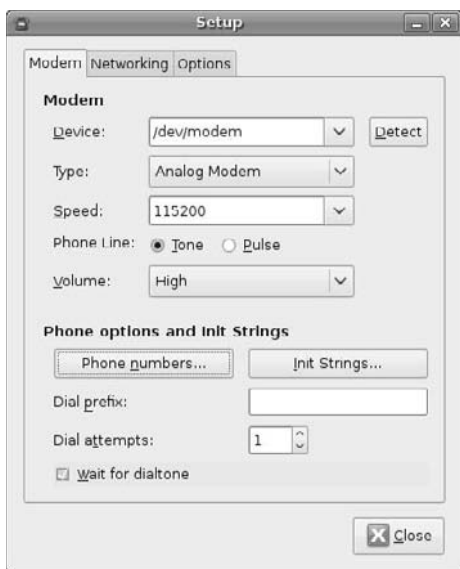 Setup
Modem Networking Options
Modem
Device: /dev/modem Detect
Type: Analog Modem
Speed: 115200
Phone Line: Tone Pulse
Volume: High
Phone options and Init Strings
Phone numbers... Init Strings...
Dial prefix:
Dial attempts: 1
Wait for dialtone
Close